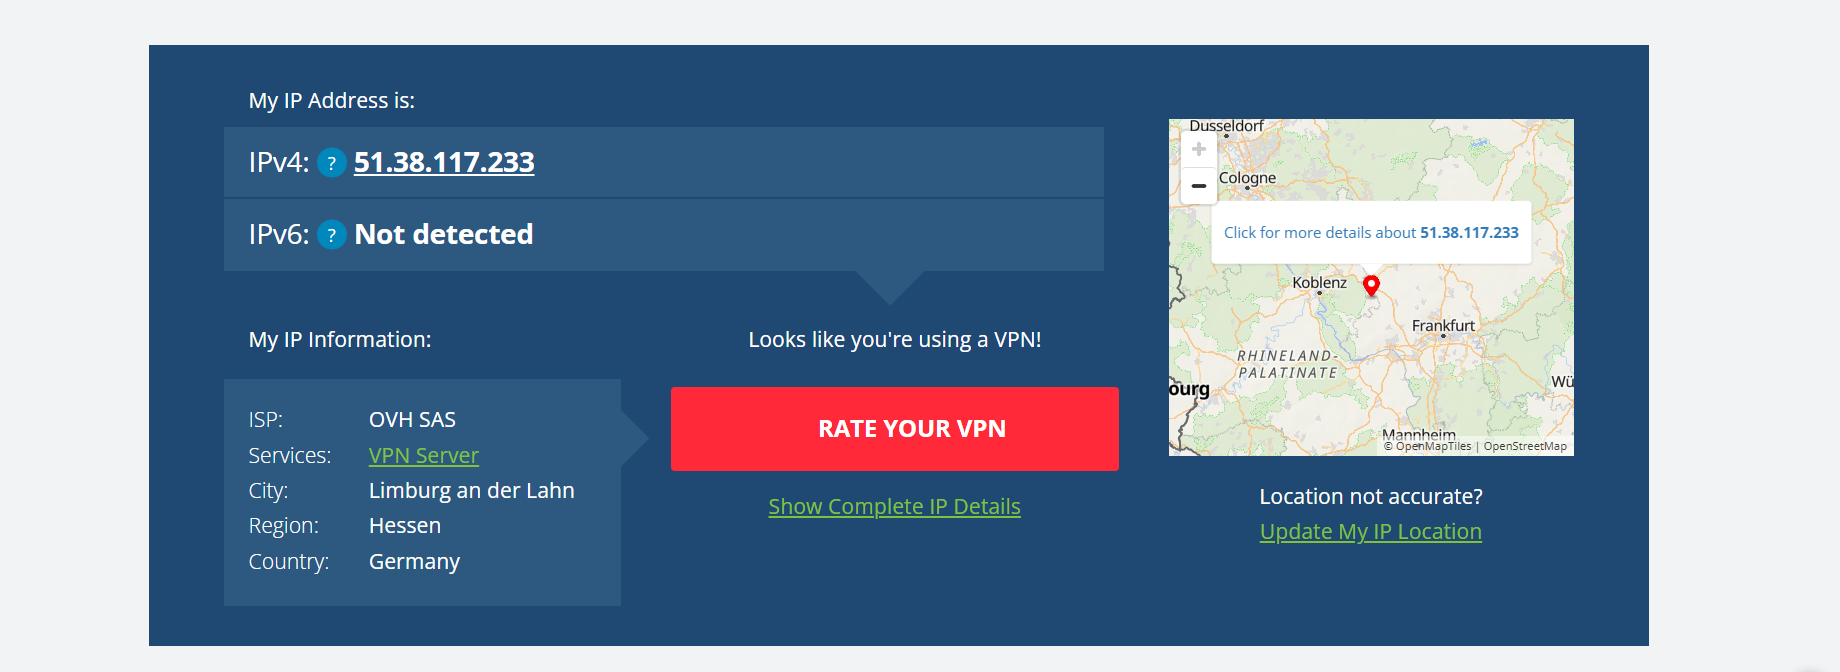 My IP Address is:
IPv4: ? 51.38.117.233
IPv6: ? Not detected
My IP Information:
ISP: OVH SAS
Services: VPN Server
City: Limburg an der Lahn
Region: Hessen
Country: Germany
Looks like you're using a VPN!
RATE YOUR VPN
Show Complete IP Details
Dusseldorf
+
−
Cologne
Click for more details about 51.38.117.233
Koblenz
Frankfurt
RHINELAND-
PALATINATE
Wü
ourg
Mannheim
© OpenMapTiles | OpenStreetMap
Location not accurate?
Update My IP Location